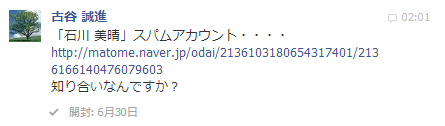 古谷 誠進 02:01
「石川 美晴」スパムアカウント・・・・
http://matome.naver.jp/odai/2136103180654317401/213
6166140476079603
知り合いなんですか？
開封: 6月30日